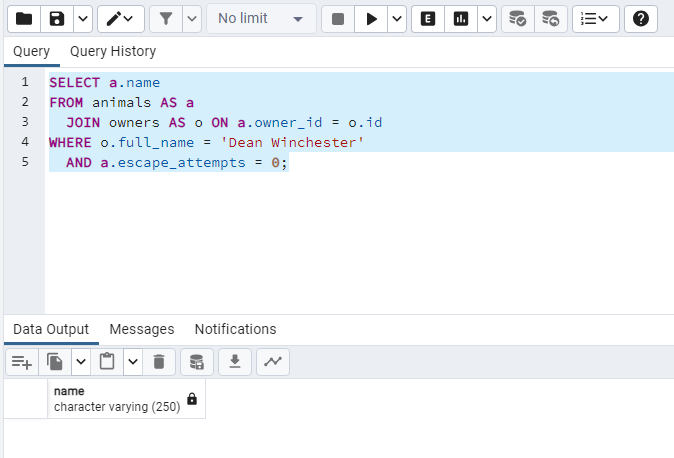 No limit
E
Query Query History
1 SELECT a.name
2 FROM animals AS a
3 JOIN owners AS o ON a.owner_id = o.id
4 WHERE o.full_name = 'Dean Winchester'
5 AND a.escape_attempts = 0;
Data Output Messages Notifications
name
character varying (250)